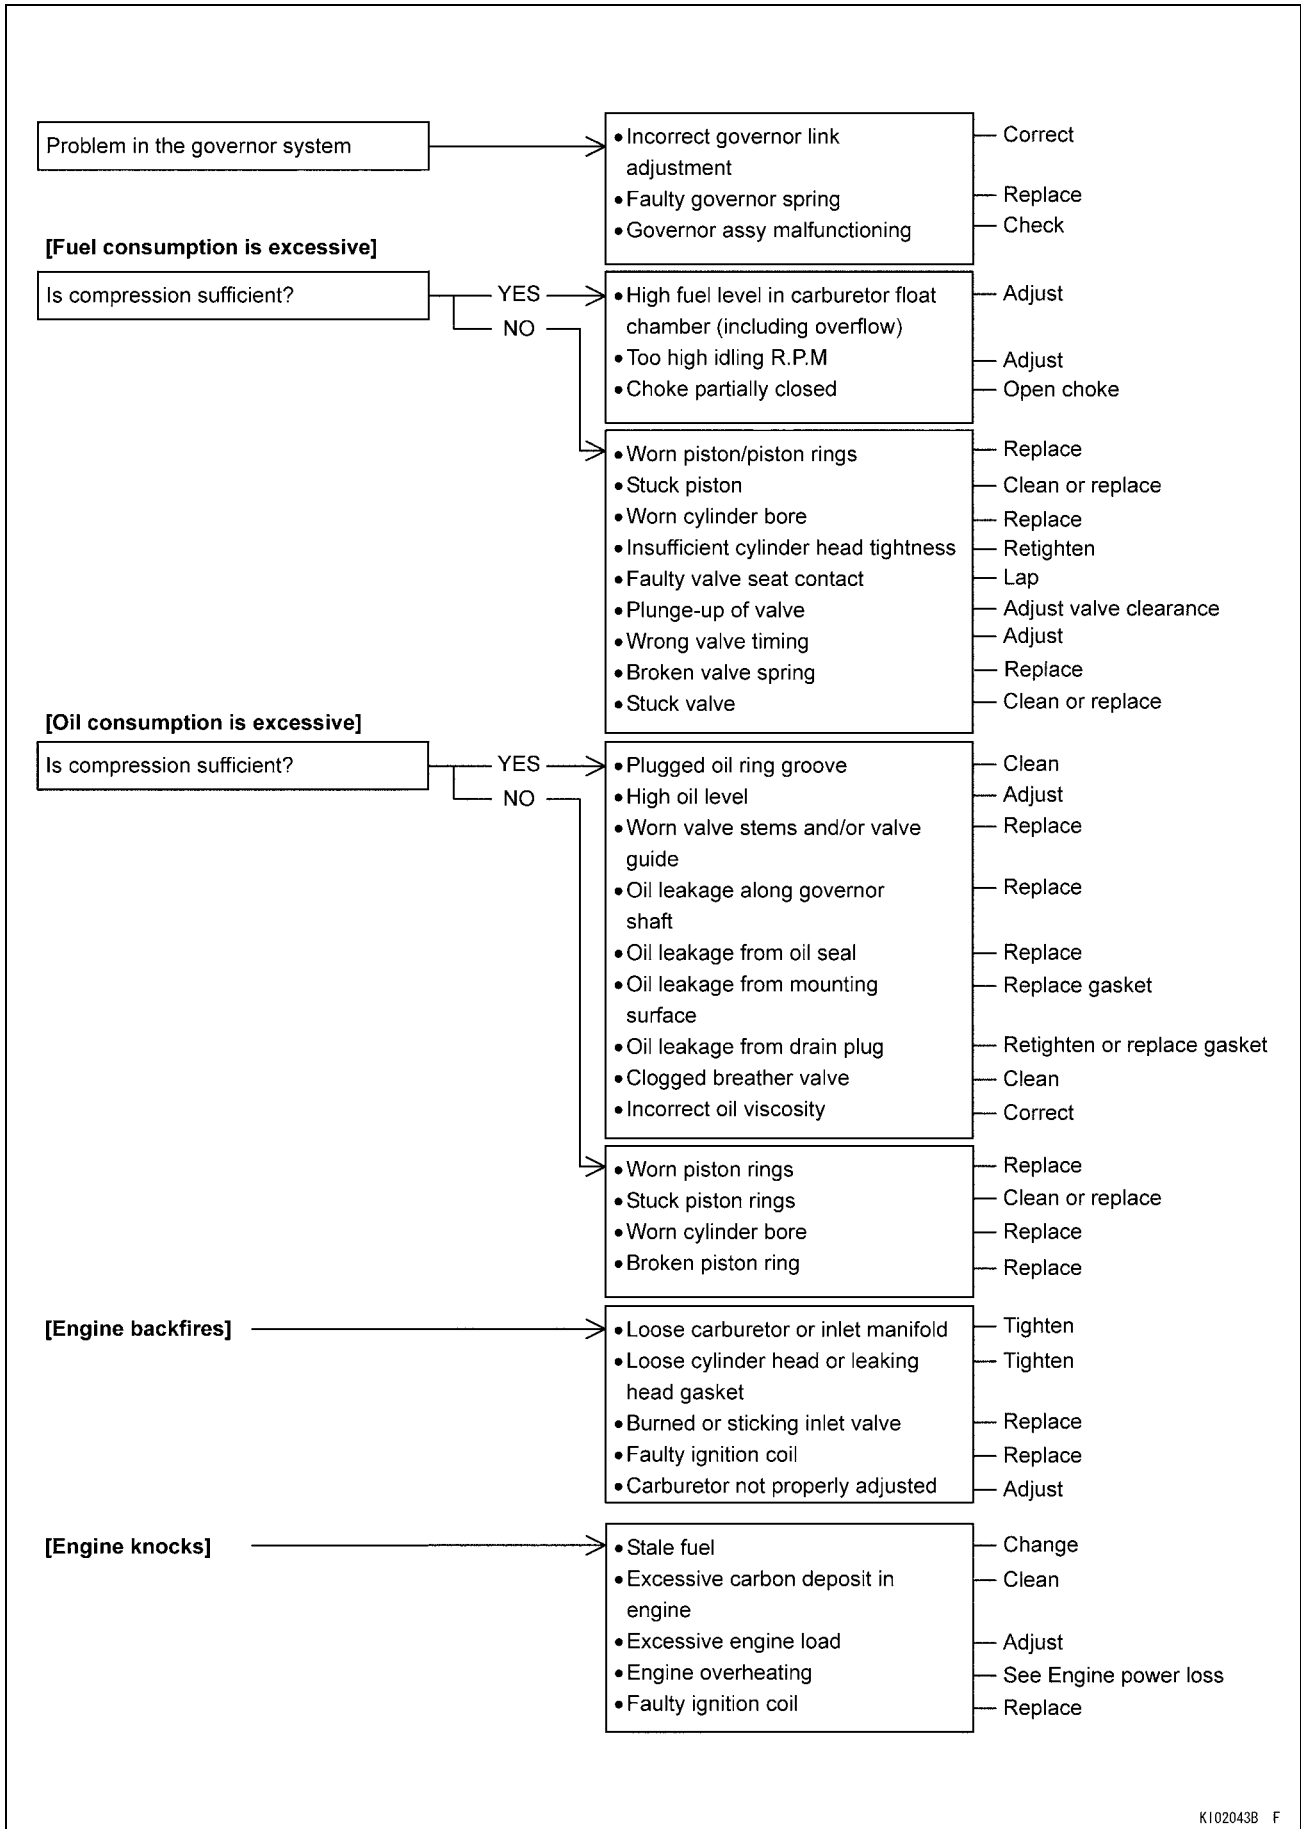 Problem in the governor system
• Incorrect governor link
adjustment
— Correct
• Faulty governor spring
— Replace
• Governor assy malfunctioning
— Check
[Fuel consumption is excessive]
Is compression sufficient?
YES
• High fuel level in carburetor float
chamber (including overflow)
— Adjust
• Too high idling R.P.M
— Adjust
• Choke partially closed
— Open choke
NO
• Worn piston/piston rings
— Replace
• Stuck piston
— Clean or replace
• Worn cylinder bore
— Replace
• Insufficient cylinder head tightness
— Retighten
• Faulty valve seat contact
— Lap
• Plunge-up of valve
— Adjust valve clearance
• Wrong valve timing
— Adjust
• Broken valve spring
— Replace
• Stuck valve
— Clean or replace
[Oil consumption is excessive]
Is compression sufficient?
YES
• Plugged oil ring groove
— Clean
• High oil level
— Adjust
• Worn valve stems and/or valve
guide
— Replace
• Oil leakage along governor
shaft
— Replace
• Oil leakage from oil seal
— Replace
• Oil leakage from mounting
surface
— Replace gasket
• Oil leakage from drain plug
— Retighten or replace gasket
• Clogged breather valve
— Clean
• Incorrect oil viscosity
— Correct
NO
• Worn piston rings
— Replace
• Stuck piston rings
— Clean or replace
• Worn cylinder bore
— Replace
• Broken piston ring
— Replace
[Engine backfires]
• Loose carburetor or inlet manifold
— Tighten
• Loose cylinder head or leaking
head gasket
— Tighten
• Burned or sticking inlet valve
— Replace
• Faulty ignition coil
— Replace
• Carburetor not properly adjusted
— Adjust
[Engine knocks]
• Stale fuel
— Change
• Excessive carbon deposit in
engine
— Clean
• Excessive engine load
— Adjust
• Engine overheating
— See Engine power loss
• Faulty ignition coil
— Replace
KI02043B F